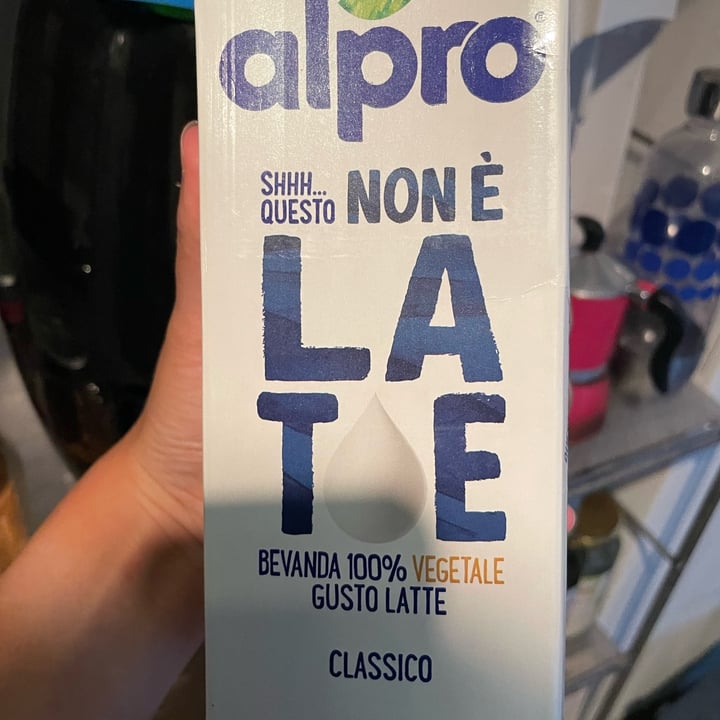 alpro®
SHHH... NON È
QUESTO
LA
T E
BEVANDA 100% VEGETALE
GUSTO LATTE
CLASSICO